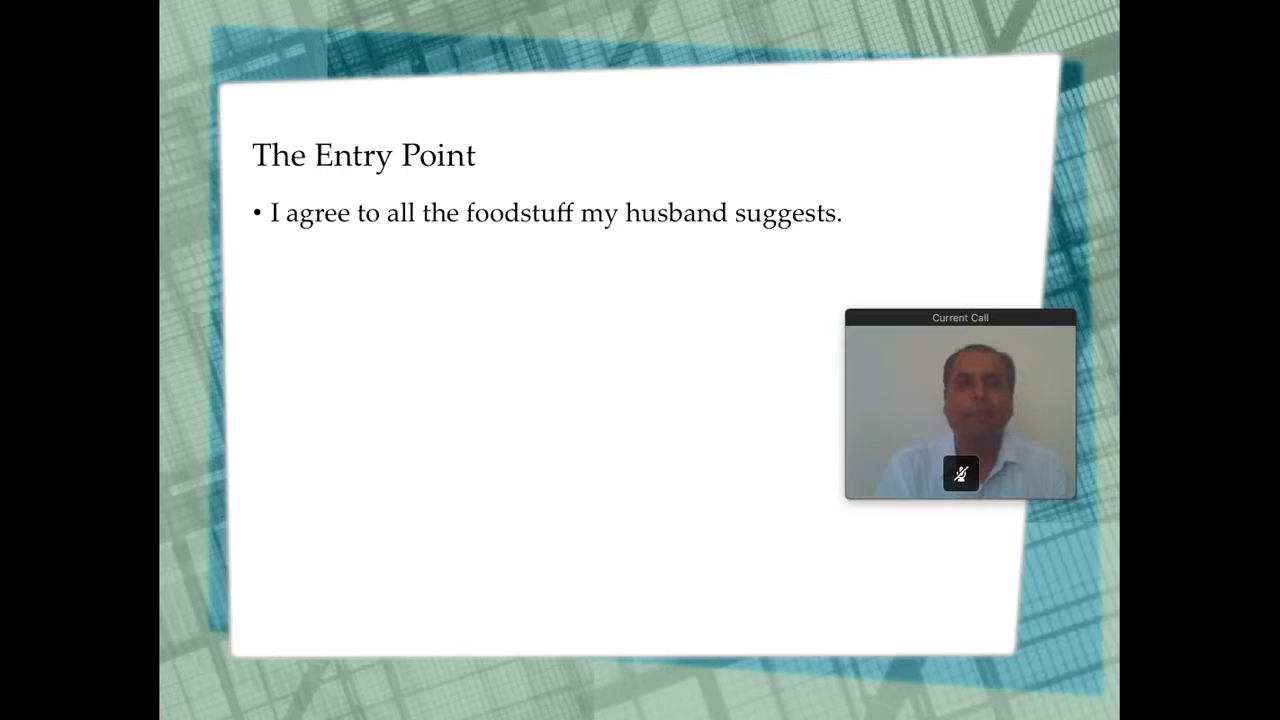 The Entry Point
• I agree to all the foodstuff my husband suggests.
Current Call